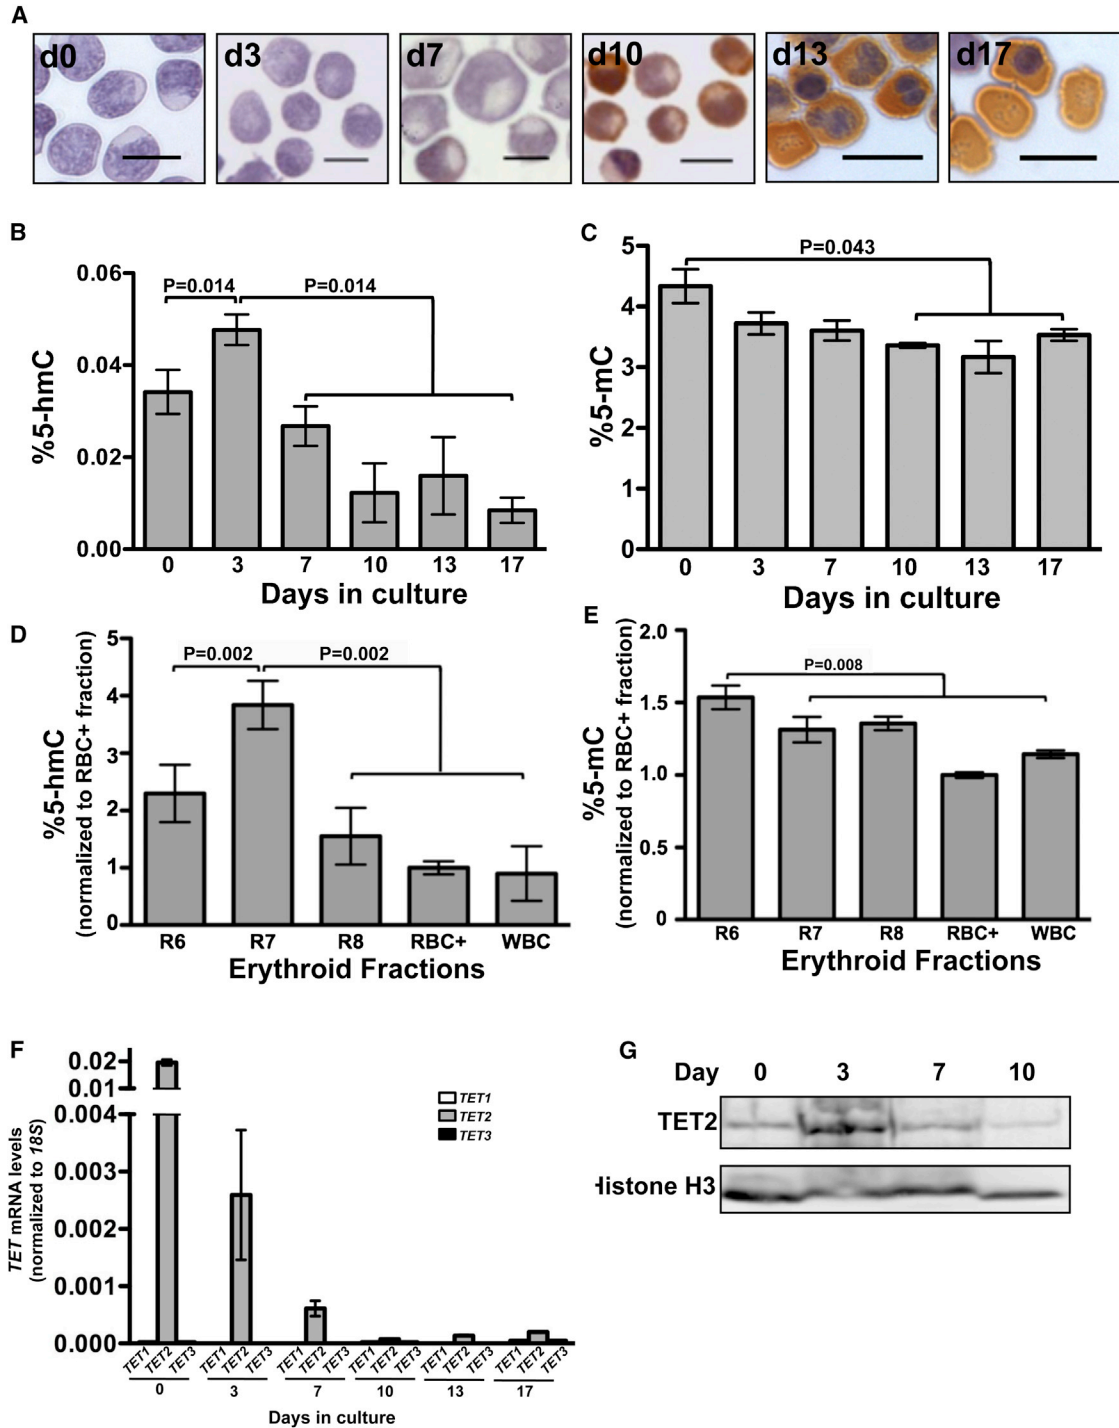 A
d0 d3 d7 d10 d13 d17
B
P=0.014 P=0.014
0.06
0.04
0.02
0.00
%5-hmC
0 3 7 10 13 17
Days in culture
C
P=0.043
5
4
3
2
1
0
%5-mC
0 3 7 10 13 17
Days in culture
D
P=0.002 P=0.002
5
4
3
2
1
0
%5-hmC
(normalized to RBC+ fraction)
R6 R7 R8 RBC+ WBC
Erythroid Fractions
E
P=0.008
2.0
1.5
1.0
0.5
0
%5-mC
(normalized to RBC+ fraction)
R6 R7 R8 RBC+ WBC
Erythroid Fractions
F
0.02
0.01
0.004
0.003
0.002
0.001
0.000
TET mRNA levels
(normalized to 18S)
TET1
TET2
TET3
TET1 TET2 TET3 TET1 TET2 TET3 TET1 TET2 TET3 TET1 TET2 TET3 TET1 TET2 TET3 TET1 TET2 TET3
0 3 7 10 13 17
Days in culture
G
Day 0 3 7 10
TET2
Histone H3